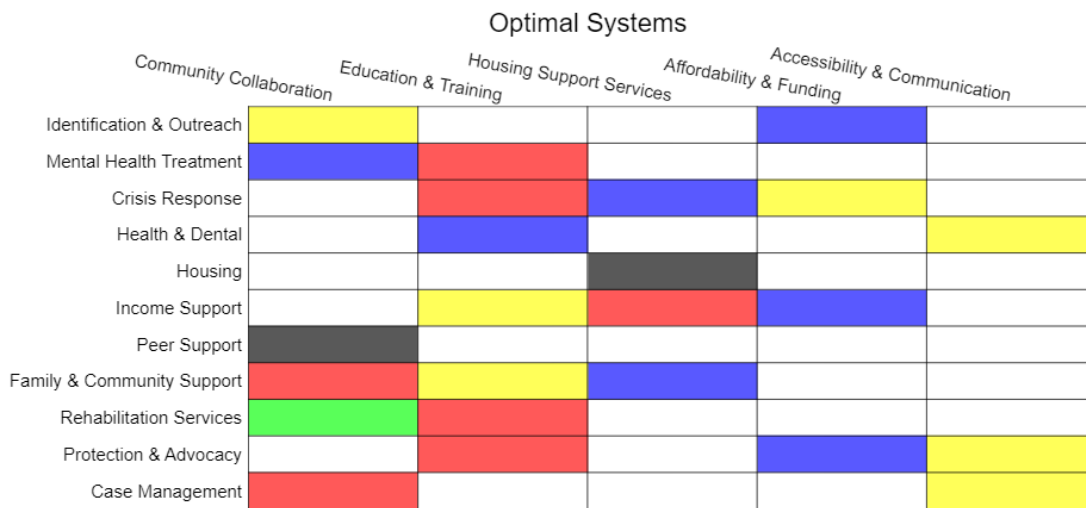 Optimal Systems
Community Collaboration
Education & Training
Housing Support Services
Affordability & Funding
Accessibility & Communication
Identification & Outreach
Mental Health Treatment
Crisis Response
Health & Dental
Housing
Income Support
Peer Support
Family & Community Support
Rehabilitation Services
Protection & Advocacy
Case Management